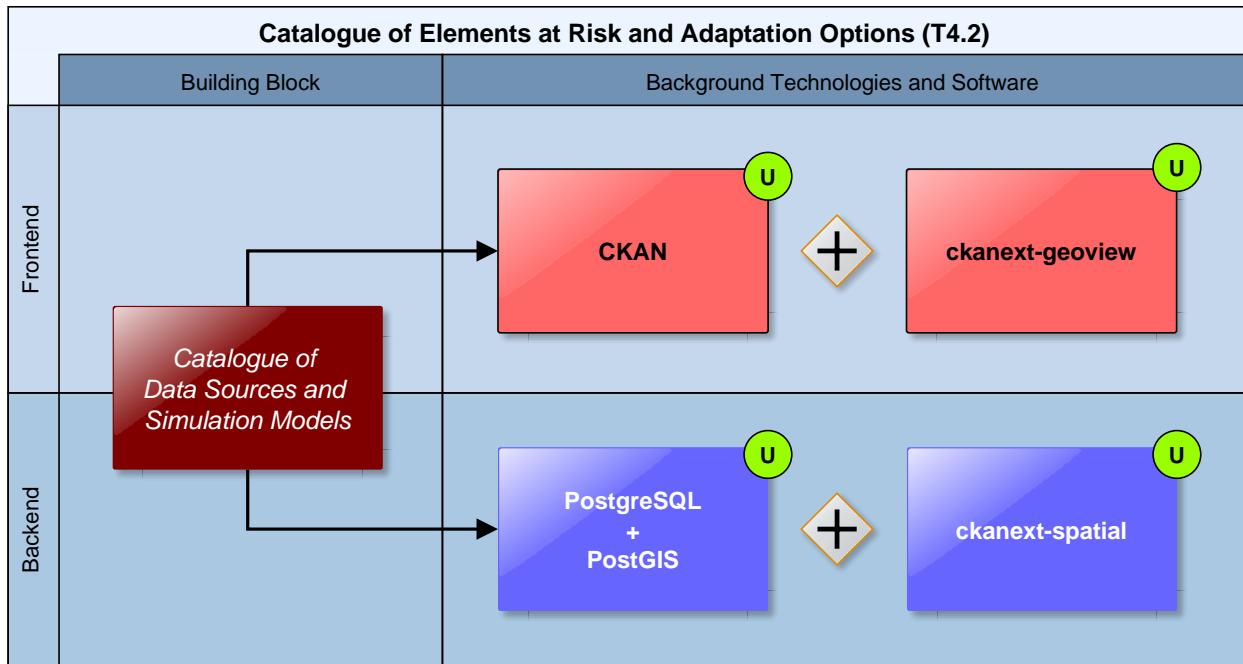 Catalogue of Elements at Risk and Adaptation Options (T4.2)
Building Block
Background Technologies and Software
Frontend
U
U
CKAN
ckanext-geoview
Catalogue of
Data Sources and
Simulation Models
Backend
U
U
PostgreSQL
+
PostGIS
ckanext-spatial